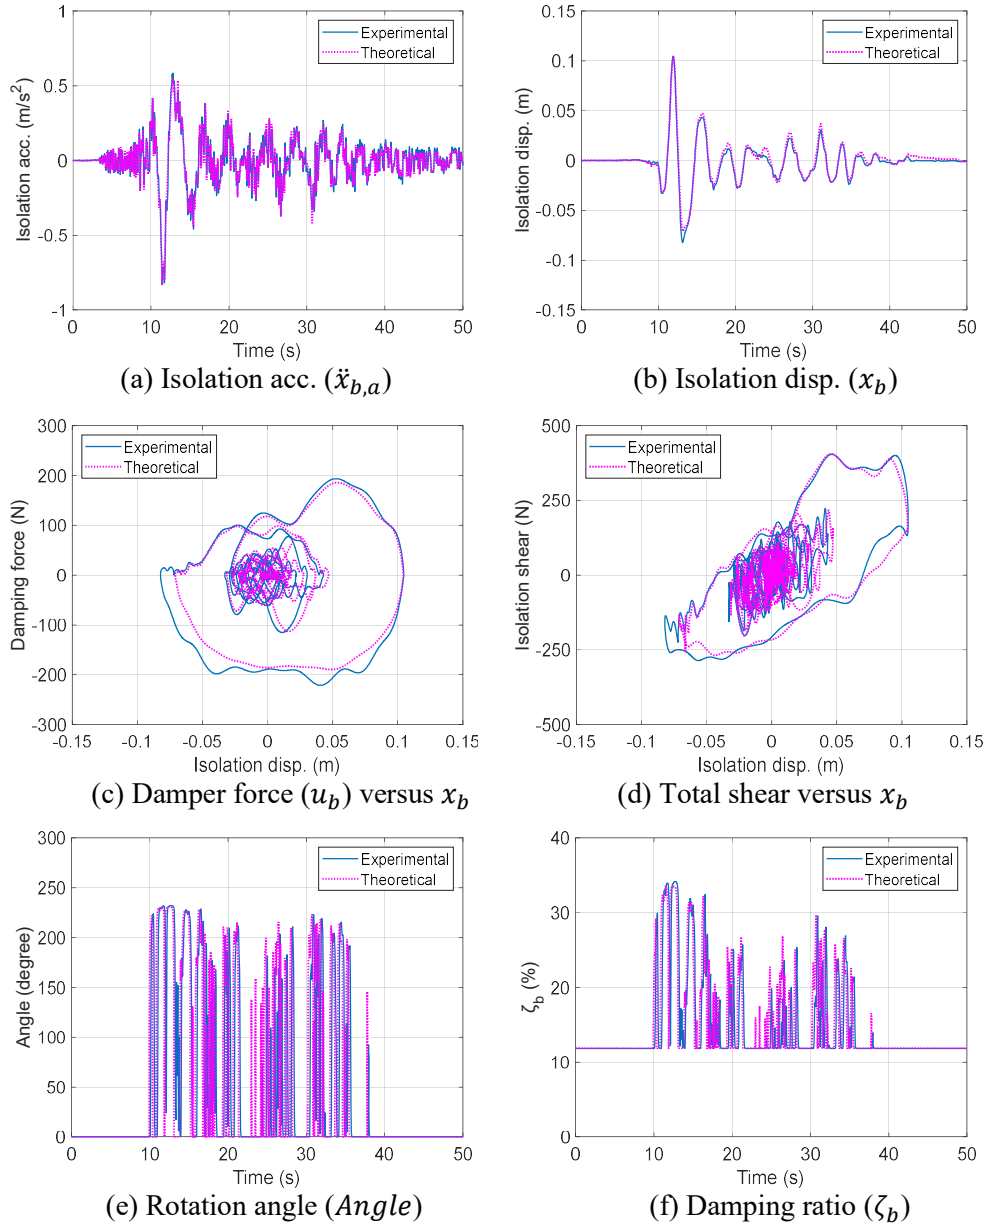 1
0.5
0
-0.5
-1
Isolation acc. (m/s²)
Experimental
Theoretical
0 10 20 30 40 50
Time (s)
(a) Isolation acc. (ẍ_{b,a})
0.15
0.1
0.05
0
-0.05
-0.1
-0.15
Isolation disp. (m)
Experimental
Theoretical
0 10 20 30 40 50
Time (s)
(b) Isolation disp. (x_b)
300
200
100
0
-100
-200
-300
Damping force (N)
Experimental
Theoretical
-0.15 -0.1 -0.05 0 0.05 0.1 0.15
Isolation disp. (m)
(c) Damper force (u_b) versus x_b
500
250
0
-250
-500
Isolation shear (N)
Experimental
Theoretical
-0.15 -0.1 -0.05 0 0.05 0.1 0.15
Isolation disp. (m)
(d) Total shear versus x_b
300
250
200
150
100
50
0
Angle (degree)
Experimental
Theoretical
0 10 20 30 40 50
Time (s)
(e) Rotation angle (Angle)
40
30
20
10
0
ζ_b (%)
Experimental
Theoretical
0 10 20 30 40 50
Time (s)
(f) Damping ratio (ζ_b)